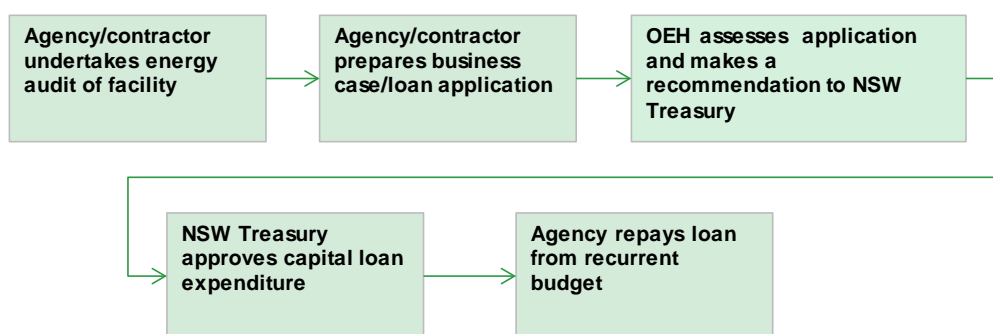 Agency/contractor
undertakes energy
audit of facility
Agency/contractor
prepares business
case/loan application
OEH assesses application
and makes a
recommendation to NSW
Treasury
NSW Treasury
approves capital loan
expenditure
Agency repays loan
from recurrent
budget